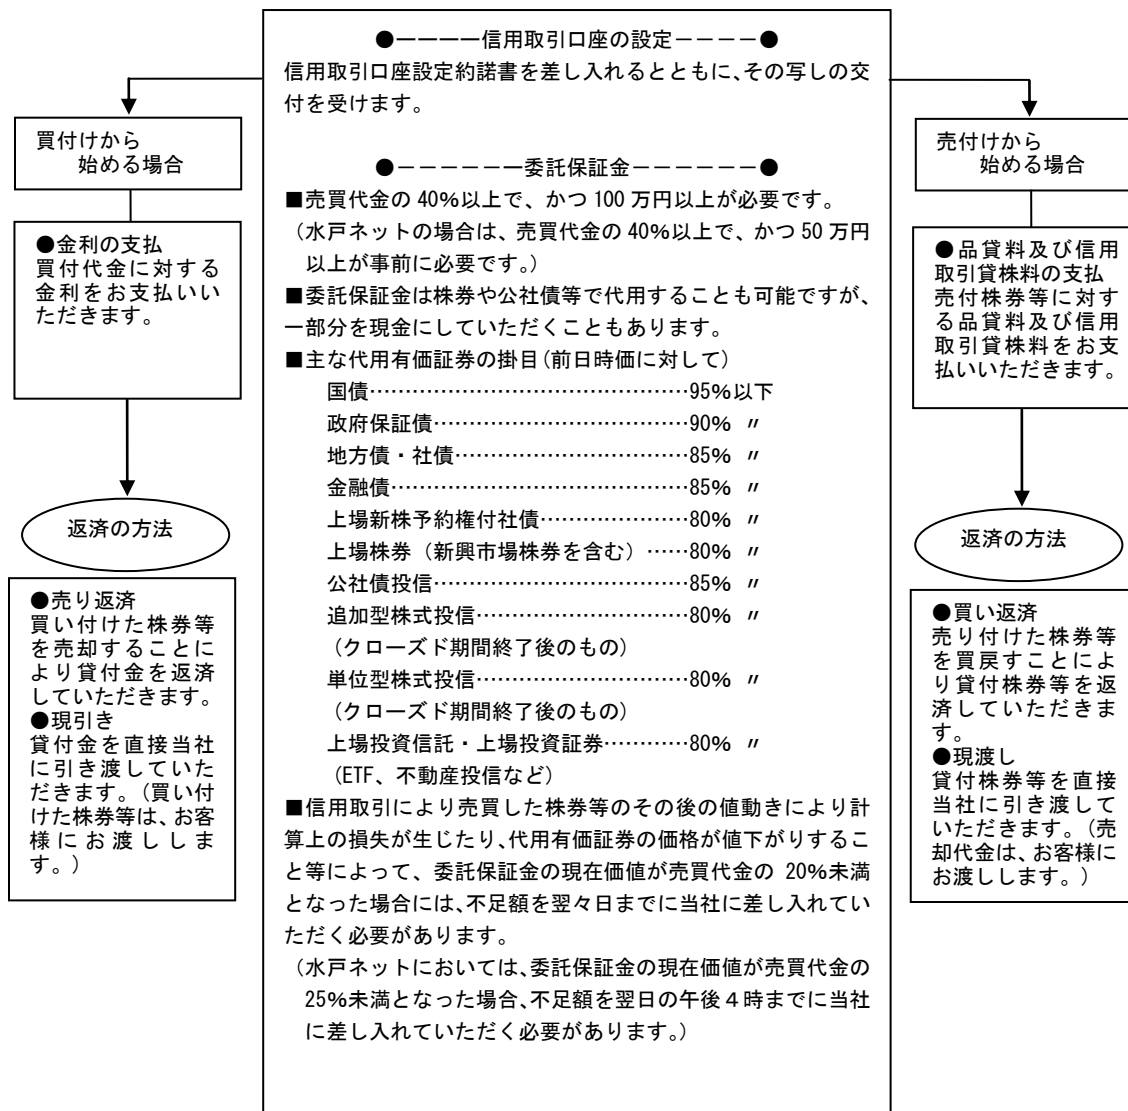 ●ーーーー信用取引口座の設定ーーーー●
信用取引口座設定約諾書を差し入れるとともに、その写しの交
付を受けます。
買付けから
始める場合
●金利の支払
買付代金に対する
金利をお支払いい
ただきます。
返済の方法
●売り返済
買い付けた株券等
を売却することに
より貸付金を返済
していただきます。
●現引き
貸付金を直接当社
に引き渡していた
だきます。(買い付
けた株券等は、お客
様にお渡ししま
す。)
●ーーーーーー委託保証金ーーーーーー●
■売買代金の 40%以上で、かつ 100 万円以上が必要です。
(水戸ネットの場合は、売買代金の 40%以上で、かつ 50 万円
以上が事前に必要です。)
■委託保証金は株券や公社債等で代用することも可能ですが、
一部分を現金にしていただくこともあります。
■主な代用有価証券の掛目(前日時価に対して)
国債………………………………………95%以下
政府保証債………………………………90% 〃
地方債・社債……………………………85% 〃
金融債……………………………………85% 〃
上場新株予約権付社債…………………80% 〃
上場株券(新興市場株券を含む)……80% 〃
公社債投信………………………………85% 〃
追加型株式投信…………………………80% 〃
(クローズド期間終了後のもの)
単位型株式投信…………………………80% 〃
(クローズド期間終了後のもの)
上場投資信託・上場投資証券…………80% 〃
(ETF、不動産投信など)
■信用取引により売買した株券等のその後の値動きにより計
算上の損失が生じたり、代用有価証券の価格が値下がりするこ
と等によって、委託保証金の現在価値が売買代金の 20%未満
となった場合には、不足額を翌々日までに当社に差し入れてい
ただく必要があります。
(水戸ネットにおいては、委託保証金の現在価値が売買代金の
25%未満となった場合、不足額を翌日の午後4時までに当社
に差し入れていただく必要があります。)
売付けから
始める場合
●品貸料及び信用
取引貸株料の支払
売付株券等に対す
る品貸料及び信用
取引貸株料をお支
払いいただきます。
返済の方法
●買い返済
売り付けた株券等
を買戻すことによ
り貸付株券等を返
済していただきま
す。
●現渡し
貸付株券等を直接
当社に引き渡して
いただきます。(売
却代金は、お客様に
お渡しします。)